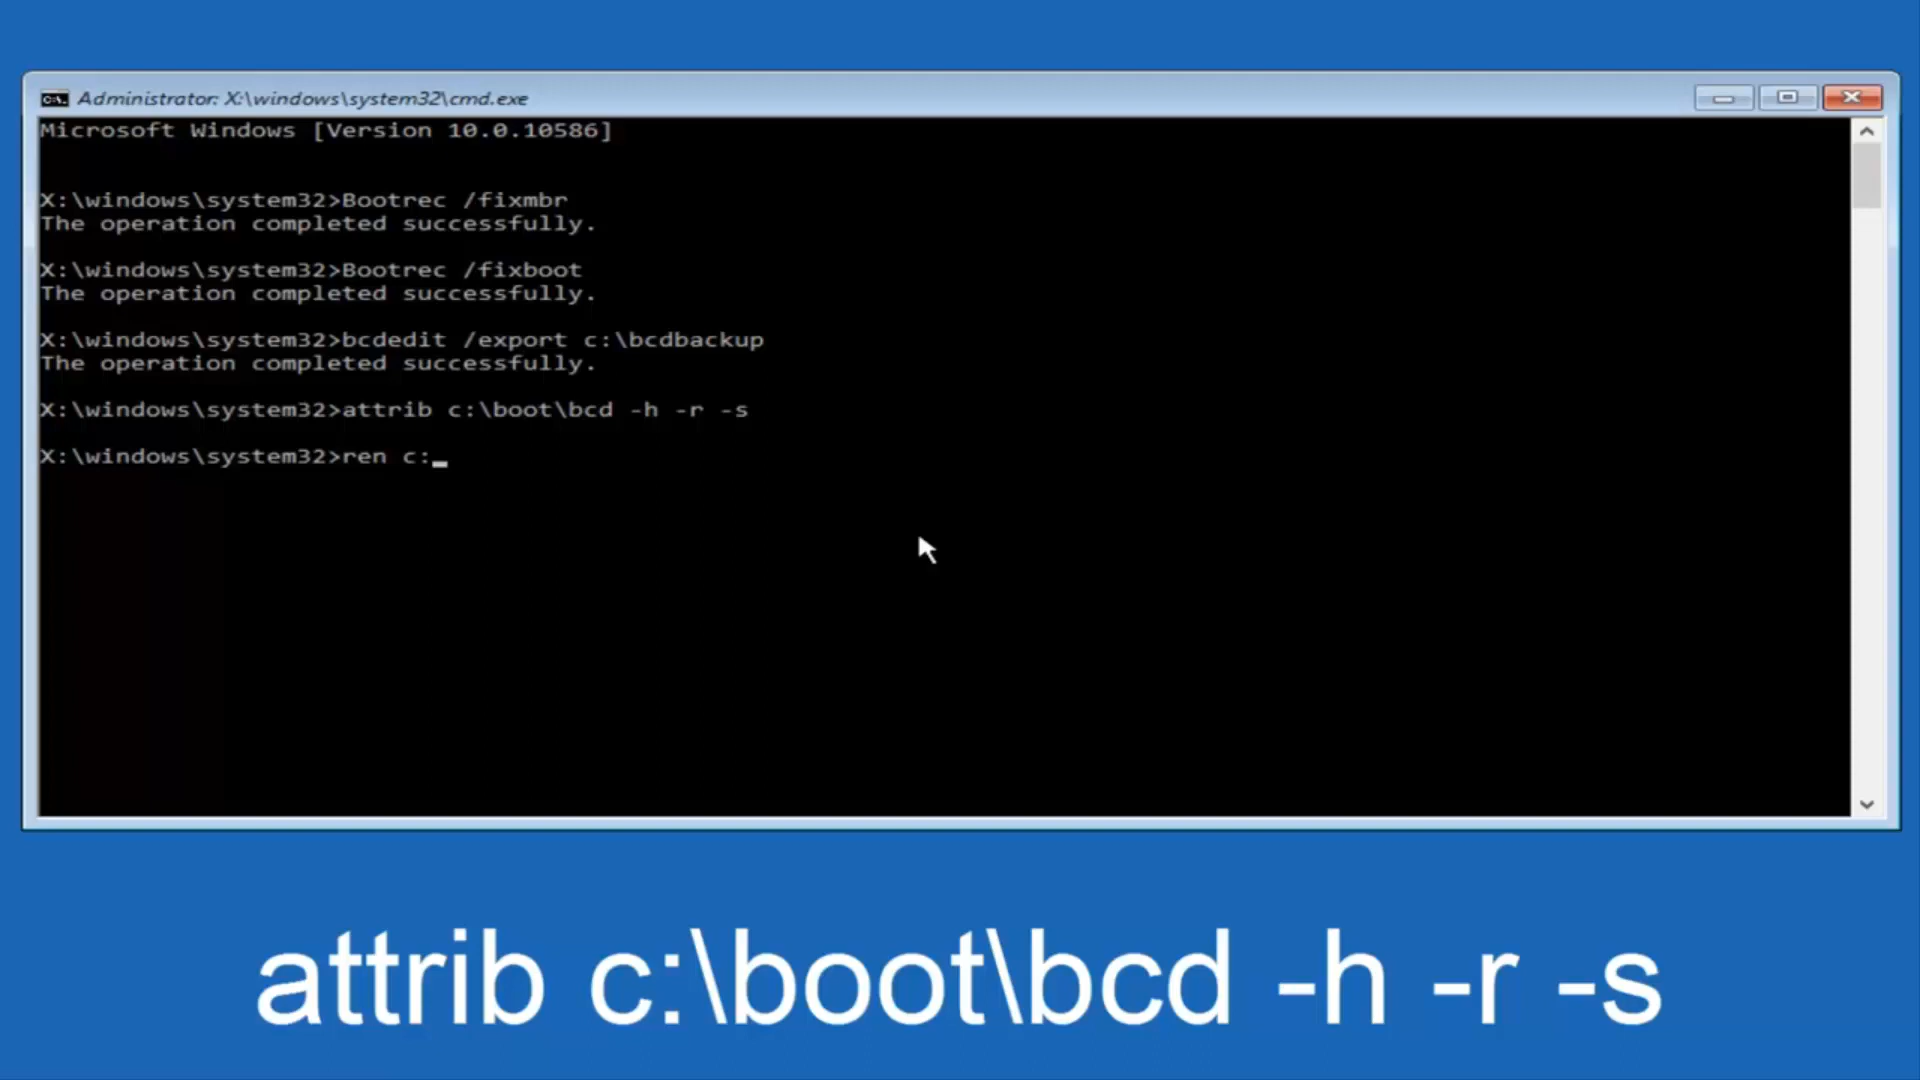 Administrator: X:\windows\system32\cmd.exe
Microsoft Windows [Version 10.0.10586]
X:\windows\system32>Bootrec /fixmbr
The operation completed successfully.
X:\windows\system32>Bootrec /fixboot
The operation completed successfully.
X:\windows\system32>bcdedit /export c:\bcdbackup
The operation completed successfully.
X:\windows\system32>attrib c:\boot\bcd -h -r -s
X:\windows\system32>ren c:_
attrib c:\boot\bcd -h -r -s